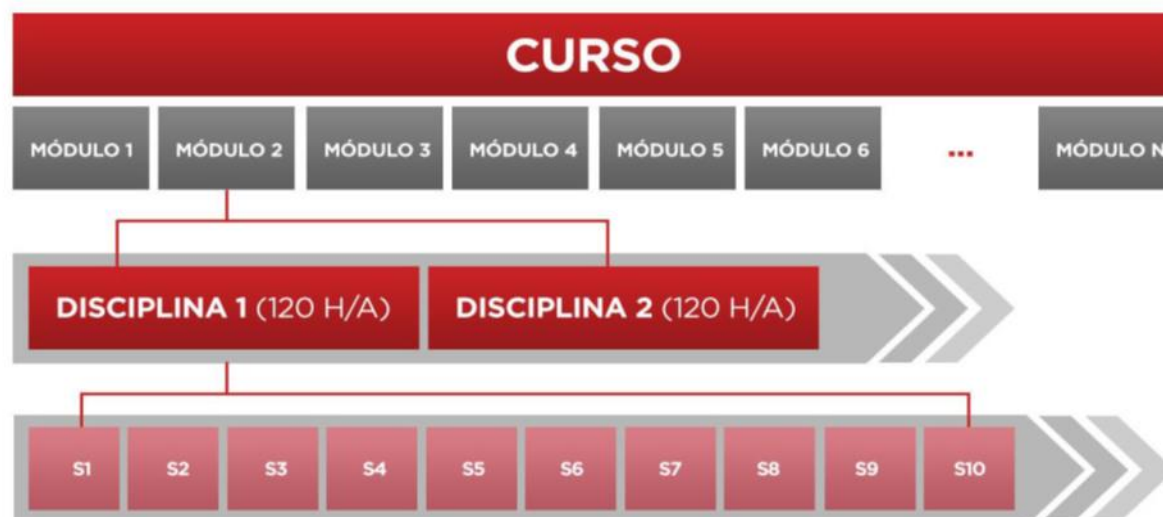 CURSO
MÓDULO 1 MÓDULO 2 MÓDULO 3 MÓDULO 4 MÓDULO 5 MÓDULO 6 ... MÓDULO N
DISCIPLINA 1 (120 H/A) DISCIPLINA 2 (120 H/A)
S1 S2 S3 S4 S5 S6 S7 S8 S9 S10